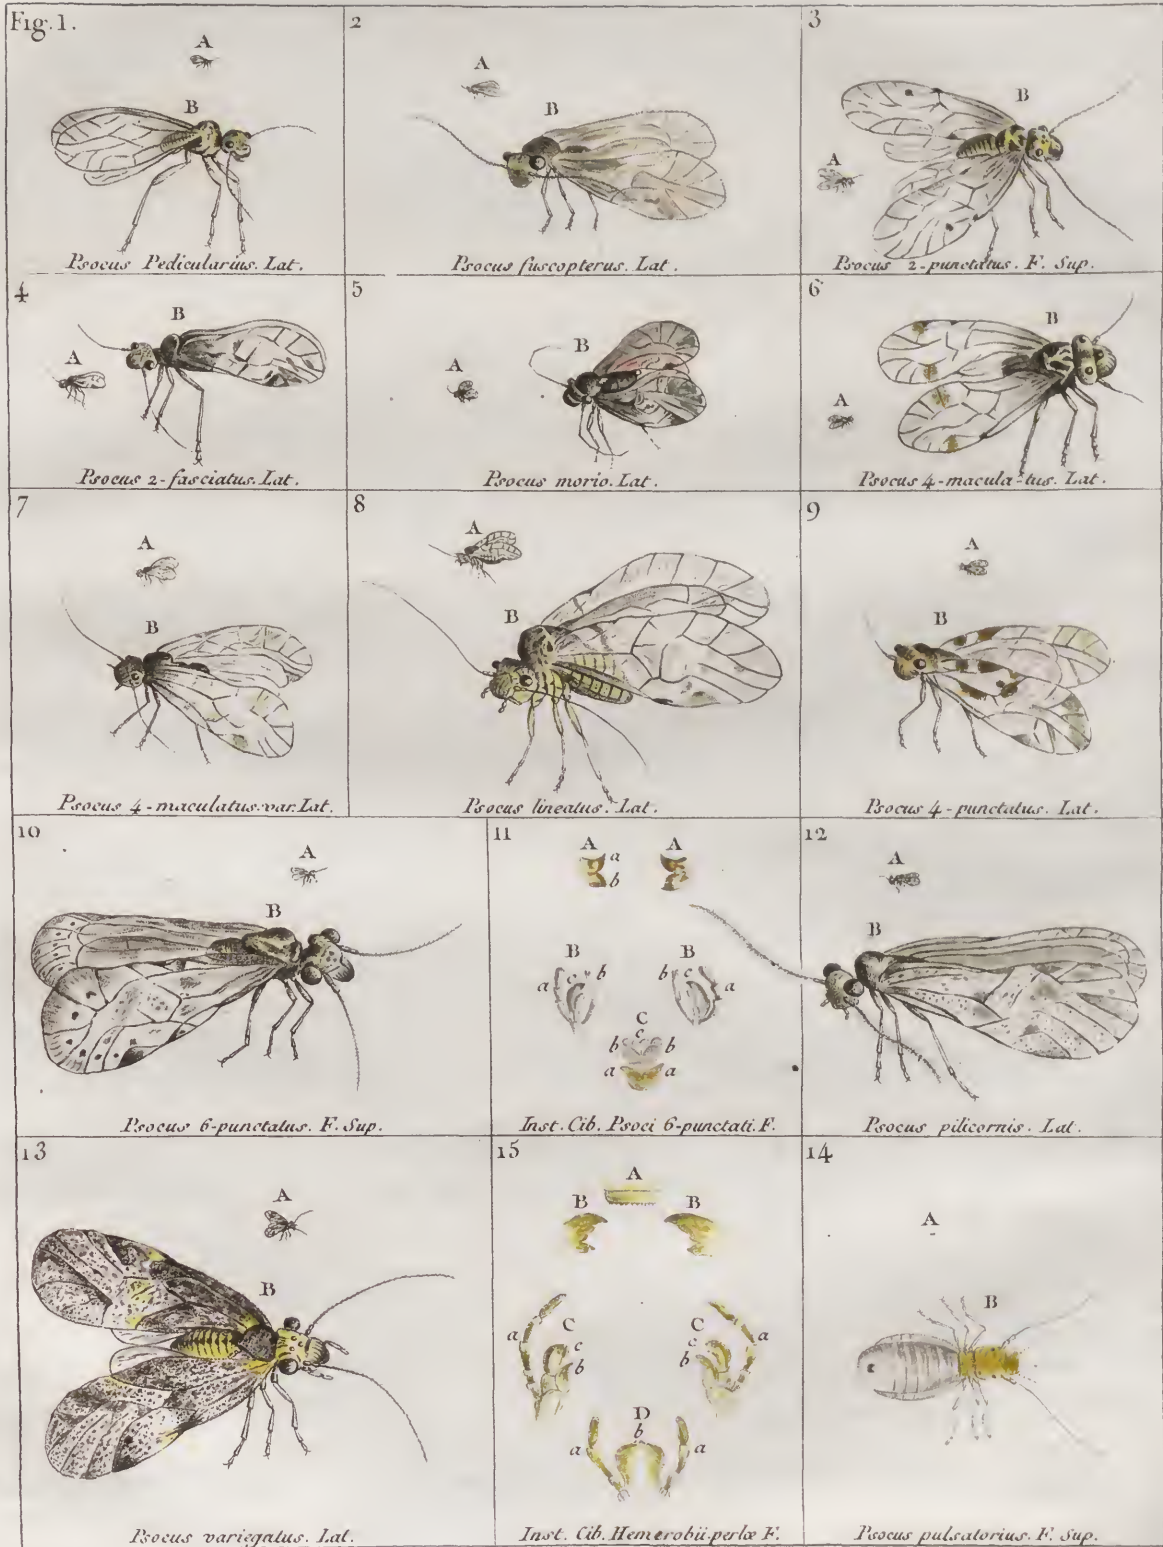 Fig. 1.
A
B
Psocus Pedicularius. Lat.
2
A
B
Psocus fuscopterus. Lat.
3
A
B
Psocus 2-punctatus. F. Sup.
4
A
B
Psocus 2-fasciatus. Lat.
5
A
B
Psocus morio. Lat.
6
A
B
Psocus 4-macula-tus. Lat.
7
A
B
Psocus 4-maculatus. var. Lat.
8
A
B
Psocus lineatus. Lat.
9
A
B
Psocus 4-punctatus. Lat.
10
A
B
Psocus 6-punctatus. F. Sup.
11
A a A
b
B B
a c b b c a
C
c
b b
a a
Inst. Cib. Psoci 6-punctati. F.
12
A
B
Psocus pilicornis. Lat.
13
A
B
Psocus variegatus. Lat.
15
A
B B
C C
a c c a
b b
D
b
a a
Inst. Cib. Hemerobii perlæ F.
14
A
B
Psocus pulsatorius. F. Sup.